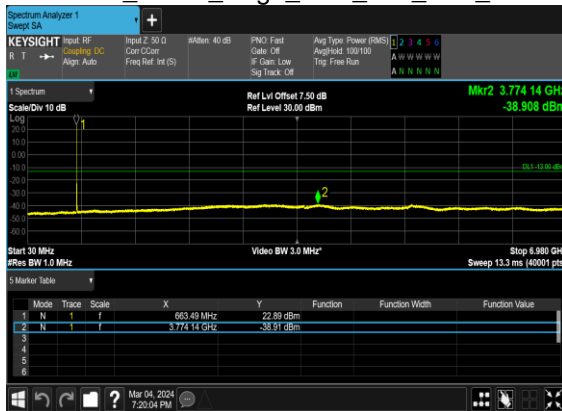 Spectrum Analyzer 1
Swept SA
KEYSIGHT Input: RF Input Z: 50 Ω #Atten: 40 dB PNO: Fast Avg Type: Power (RMS) 1 2 3 4 5 6
R T Coupling: DC Corr CCorr Gate: Off Avg|Hold: 100/100 A W W W W W
Align: Auto Freq Ref: Int (S) IF Gain: Low Trig: Free Run
Sig Track: Off A N N N N N
1 Spectrum Ref Lvl Offset 7.50 dB Mkr2 3.774 14 GHz
Scale/Div 10 dB Ref Level 30.00 dBm -38.908 dBm
Log
20.0 1
10.0
0.00
-10.0 DL1 -13.00 dBm
-20.0
-30.0 2
-40.0
-50.0
-60.0
Start 30 MHz Video BW 3.0 MHz* Stop 6.980 GHz
#Res BW 1.0 MHz Sweep 13.3 ms (40001 pts)
5 Marker Table
Mode Trace Scale X Y Function Function Width Function Value
1 N 1 f 663.49 MHz 22.89 dBm
2 N 1 f 3.774 14 GHz -38.91 dBm
3
4
5
6
? Mar 04, 2024
7:20:04 PM